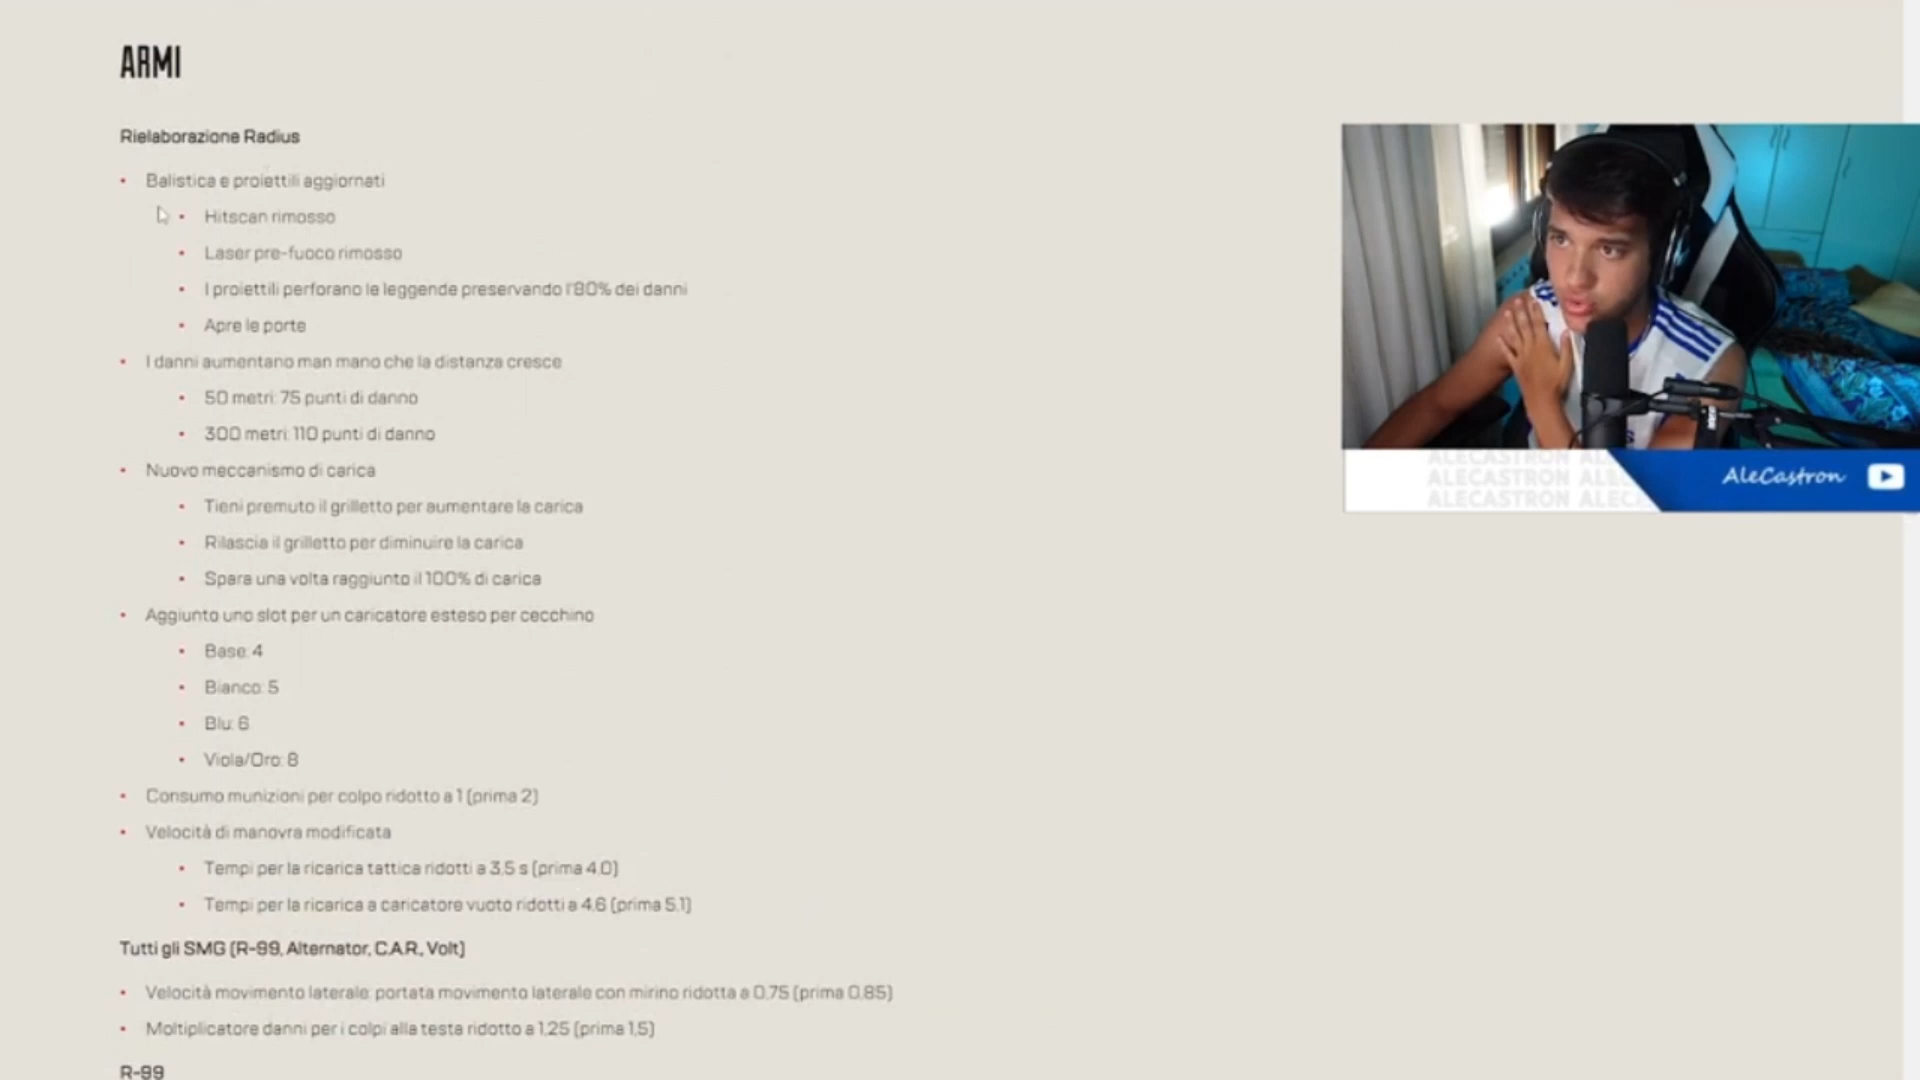 ARMI
Rielaborazione Radius
Balistica e proiettili aggiornati
Hitscan rimosso
Laser pre-fuoco rimosso
I proiettili perforano le leggende preservando l'80% dei danni
Apre le porte
I danni aumentano man mano che la distanza cresce
50 metri: 75 punti di danno
300 metri: 110 punti di danno
Nuovo meccanismo di carica
Tieni premuto il grilletto per aumentare la carica
Rilascia il grilletto per diminuire la carica
Spara una volta raggiunto il 100% di carica
Aggiunto uno slot per un caricatore esteso per cecchino
Base: 4
Bianco: 5
Blu: 6
Viola/Oro: 8
Consumo munizioni per colpo ridotto a 1 (prima 2)
Velocità di manovra modificata
Tempi per la ricarica tattica ridotti a 3,5 s (prima 4,0)
Tempi per la ricarica a caricatore vuoto ridotti a 4,6 (prima 5,1)
Tutti gli SMG (R-99, Alternator, C.A.R., Volt)
Velocità movimento laterale: portata movimento laterale con mirino ridotta a 0,75 (prima 0,85)
Moltiplicatore danni per i colpi alla testa ridotto a 1,25 (prima 1,5)
R-99
ALECASTRON ALE
ALECASTRON ALEC
ALECASTRON ALECA
AleCastron